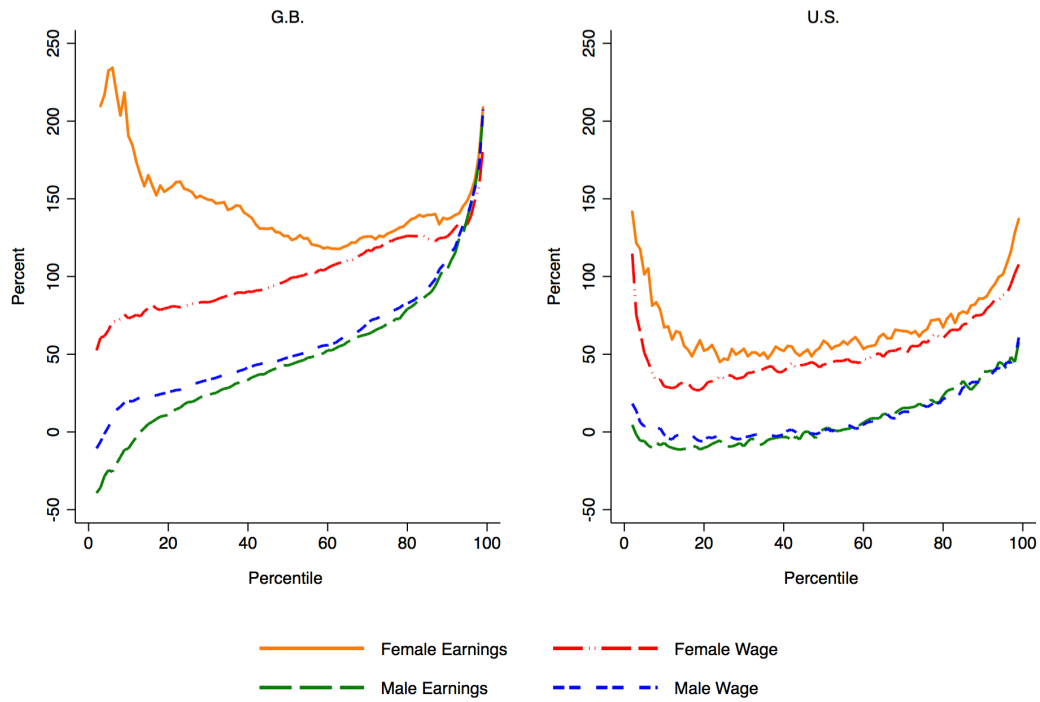 G.B.
U.S.
250
200
150
100
50
0
-50
Percent
0 20 40 60 80 100
Percentile
250
200
150
100
50
0
-50
Percent
0 20 40 60 80 100
Percentile
Female Earnings
Female Wage
Male Earnings
Male Wage